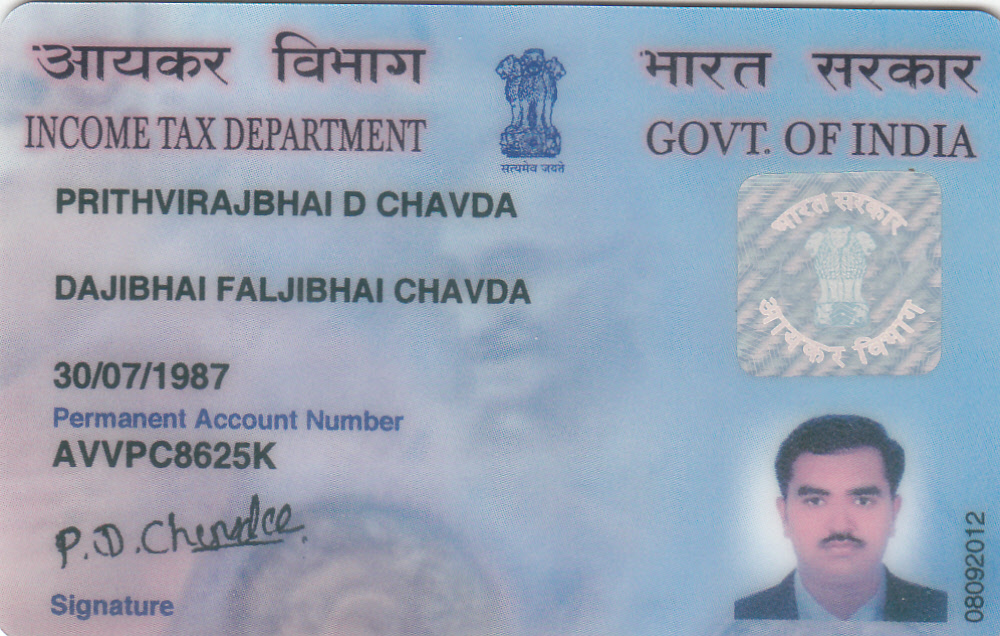 आयकर विभाग
INCOME TAX DEPARTMENT
सत्यमेव जयते
भारत सरकार
GOVT. OF INDIA
PRITHVIRAJBHAI D CHAVDA
DAJIBHAI FALJIBHAI CHAVDA
30/07/1987
Permanent Account Number
AVVPC8625K
भारत सरकार
आयकर विभाग
P.D.
Signature
08092012